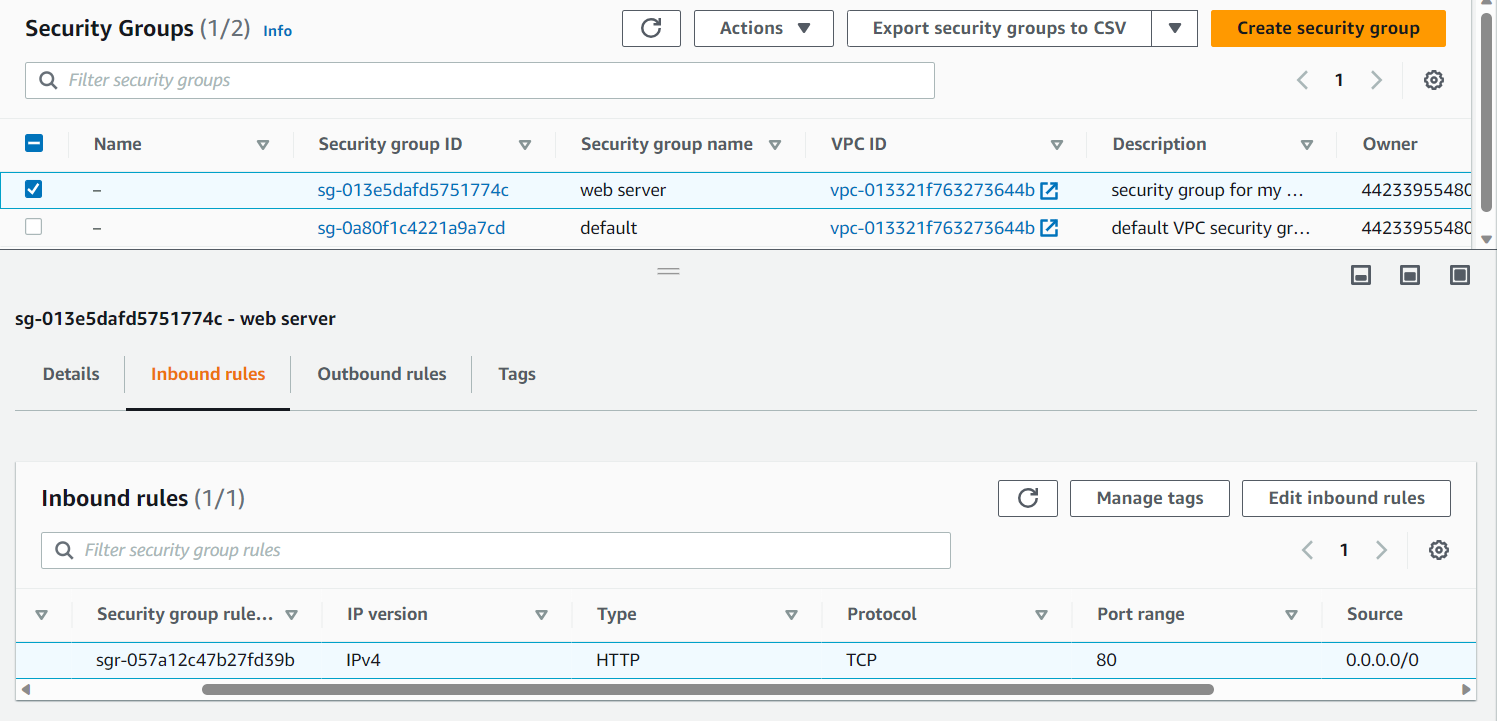 Security Groups (1/2) Info Actions Export security groups to CSV Create security group
Filter security groups 1
Name Security group ID Security group name VPC ID Description Owner
– sg-013e5dafd5751774c web server vpc-013321f763273644b security group for my ... 44233955480
– sg-0a80f1c4221a9a7cd default vpc-013321f763273644b default VPC security gr... 44233955480
sg-013e5dafd5751774c - web server
Details Inbound rules Outbound rules Tags
Inbound rules (1/1) Manage tags Edit inbound rules
Filter security group rules 1
Security group rule... IP version Type Protocol Port range Source
sgr-057a12c47b27fd39b IPv4 HTTP TCP 80 0.0.0.0/0